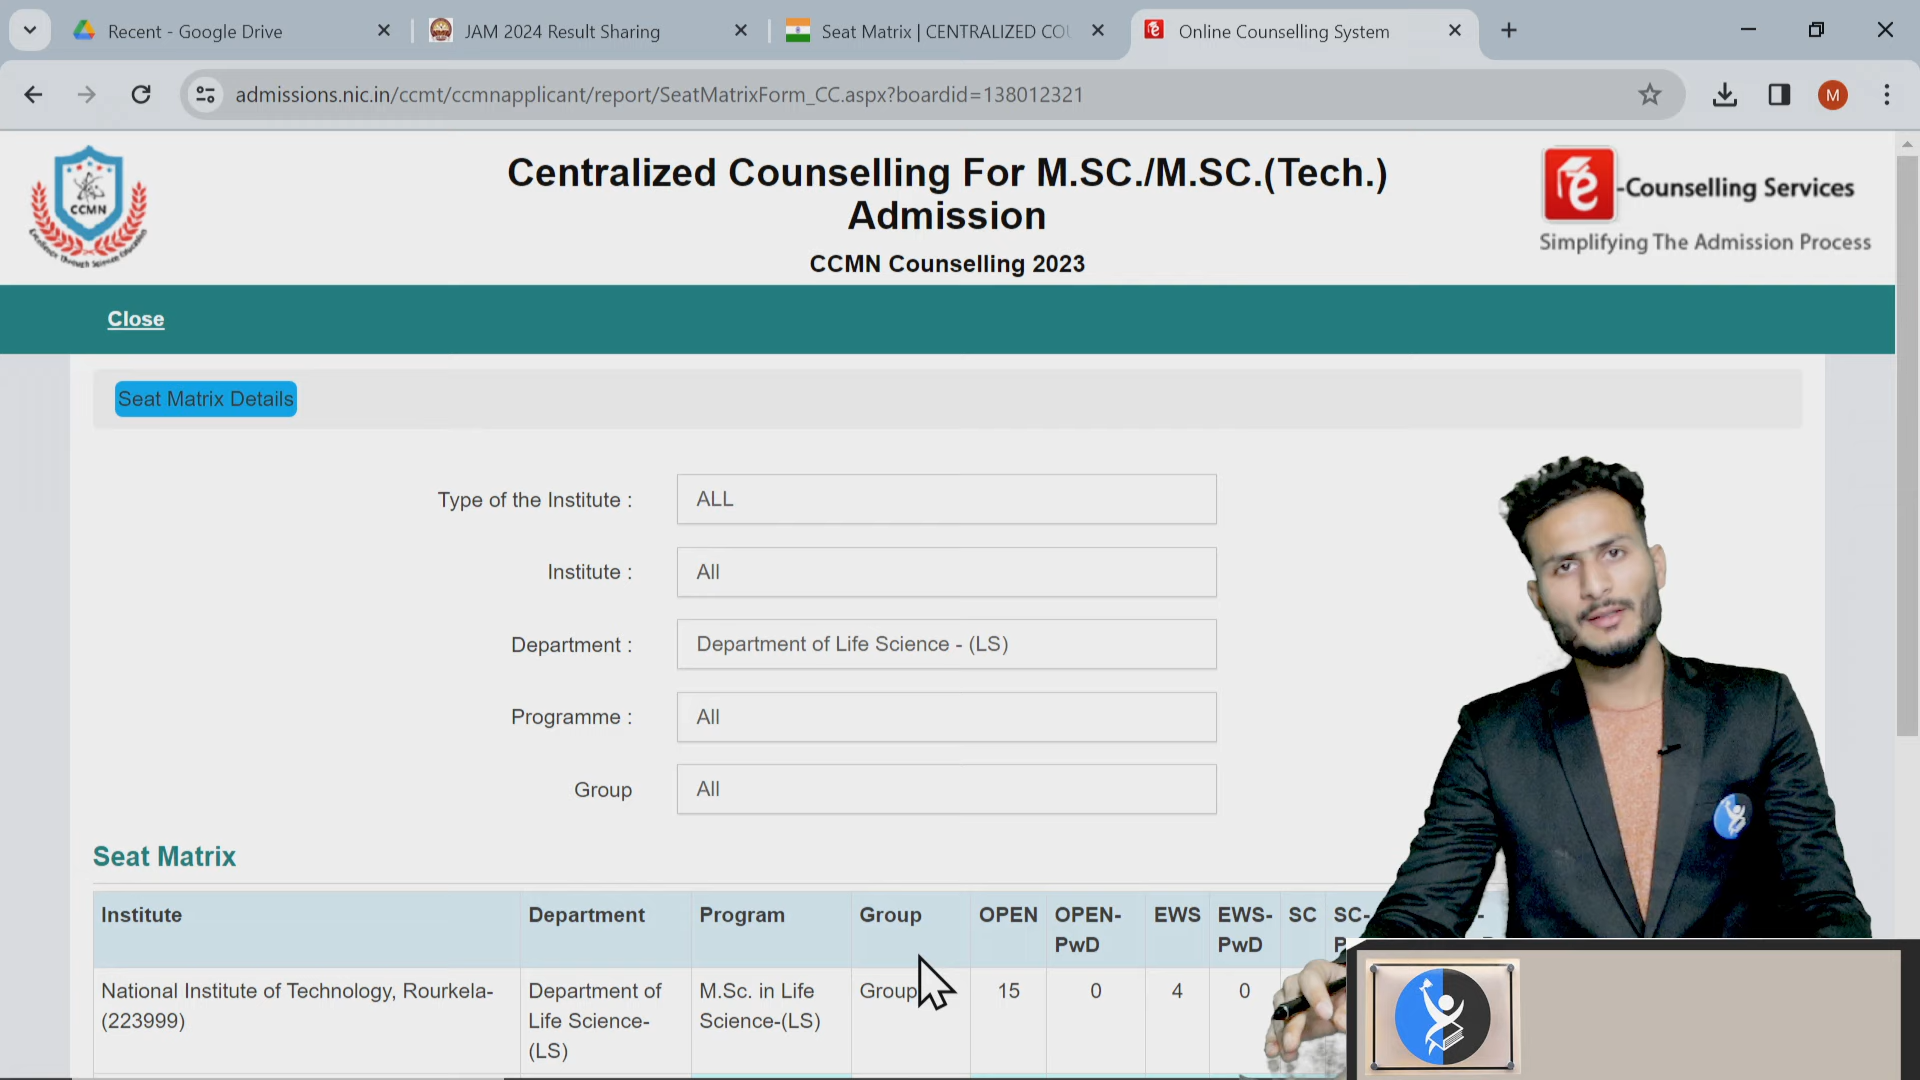 Recent - Google Drive
JAM 2024 Result Sharing
Seat Matrix | CENTRALIZED COU
Online Counselling System
admissions.nic.in/ccmt/ccmnapplicant/report/SeatMatrixForm_CC.aspx?boardid=138012321
M
CCMN
Excellence Through Science Education
Centralized Counselling For M.SC./M.SC.(Tech.)
Admission
CCMN Counselling 2023
e-Counselling Services
Simplifying The Admission Process
Close
Seat Matrix Details
Type of the Institute : ALL
Institute : All
Department : Department of Life Science - (LS)
Programme : All
Group All
Seat Matrix
Institute Department Program Group OPEN OPEN- EWS EWS- SC SC-
PwD PwD P
National Institute of Technology, Rourkela- Department of M.Sc. in Life Group 15 0 4 0
(223999) Life Science- Science-(LS)
(LS)